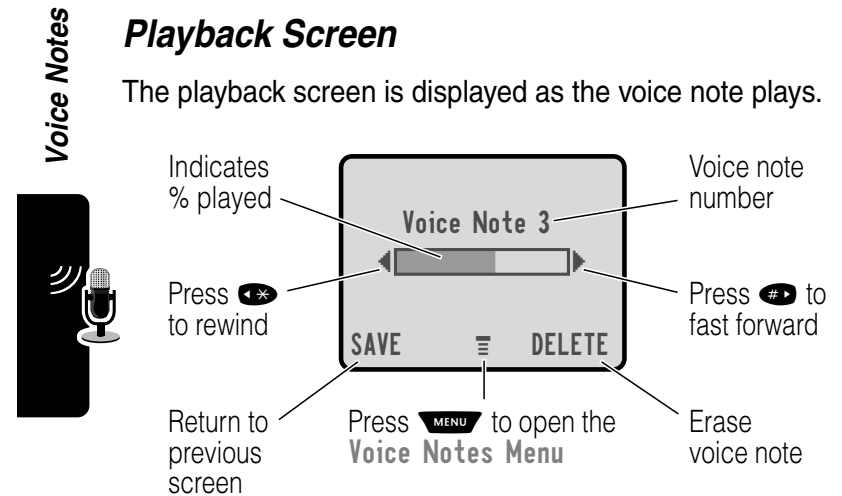 Voice Notes
Playback Screen
The playback screen is displayed as the voice note plays.
Indicates
% played
Voice note
number
Voice Note 3
Press ◂*
to rewind
Press #▸ to
fast forward
SAVE
DELETE
Return to
previous
screen
Press MENU to open the
Voice Notes Menu
Erase
voice note